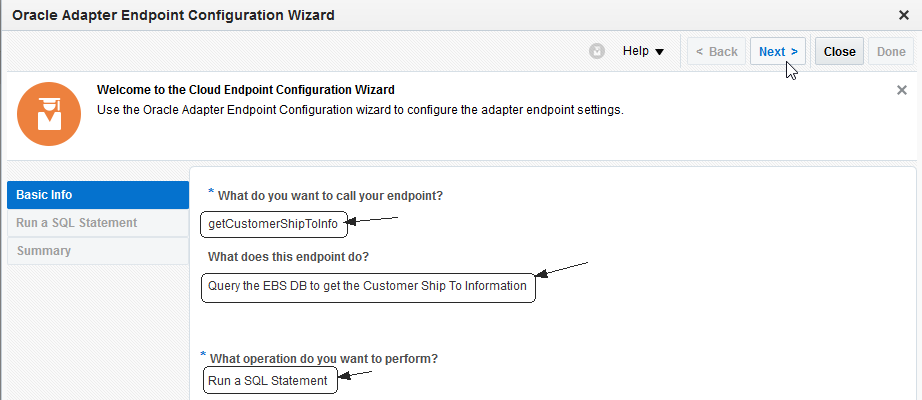 Oracle Adapter Endpoint Configuration Wizard
Help
< Back
Next >
Close
Done
Welcome to the Cloud Endpoint Configuration Wizard
Use the Oracle Adapter Endpoint Configuration wizard to configure the adapter endpoint settings.
Basic Info
Run a SQL Statement
Summary
* What do you want to call your endpoint?
getCustomerShipToInfo
What does this endpoint do?
Query the EBS DB to get the Customer Ship To Information
* What operation do you want to perform?
Run a SQL Statement